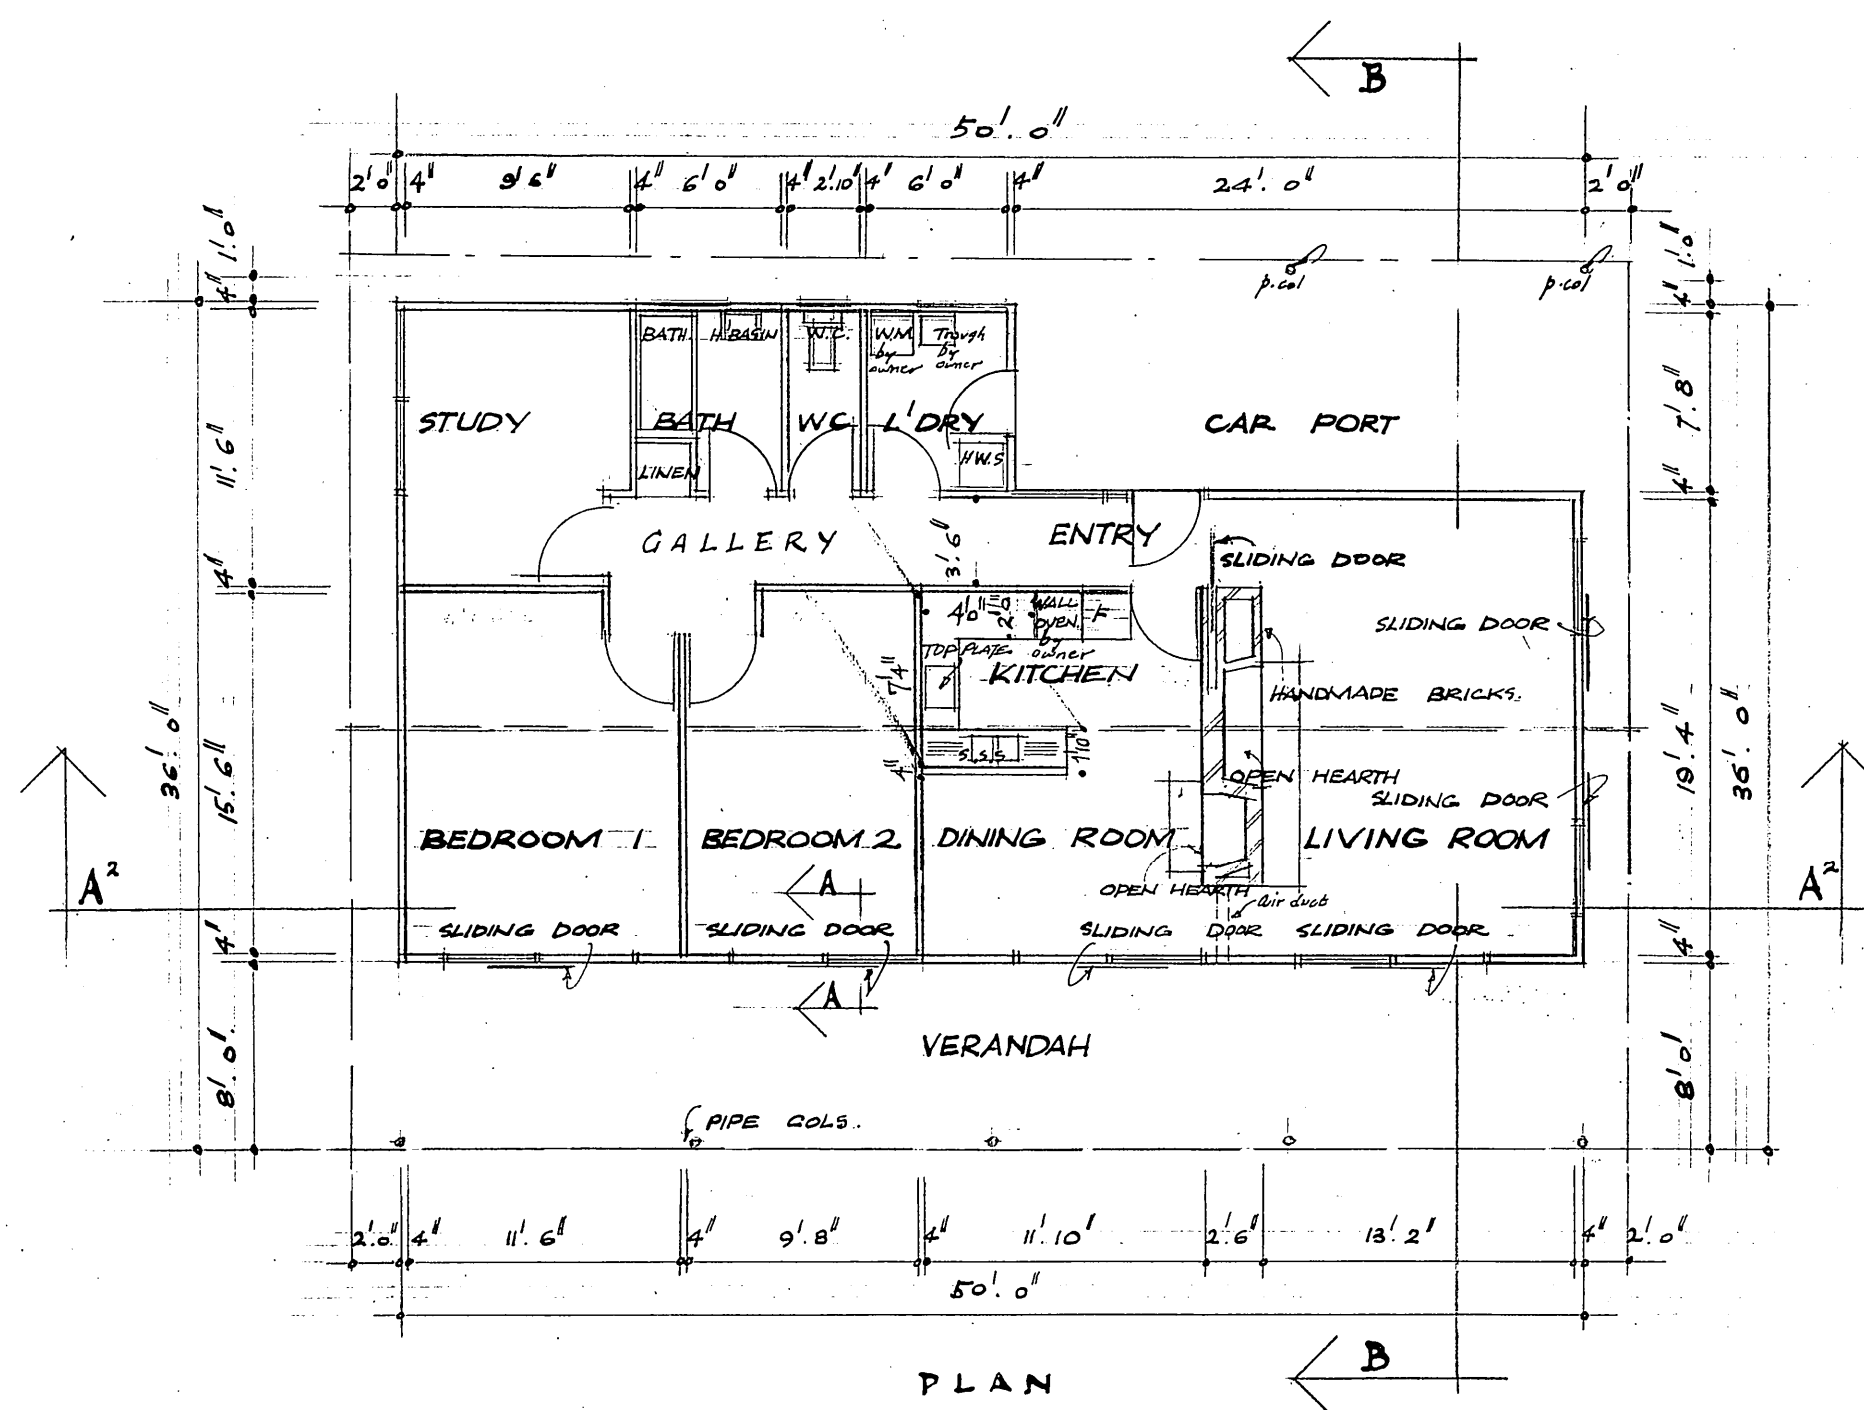 B
50'.0"
2'0" 4" 9'6" 4" 6'0" 4" 2'.10" 4" 6'0" 4" 24'.0" 2'0"
1'.0" 4" 11'.6" 4" 15'.6" 4" 8'.0"
36'.0"
1'.0" 4" 7'.8" 4" 19'.4" 4" 8'.0"
36'.0"
p.col p.col
BATH. H'BASIN W.C. W.M. by owner Trough by owner
STUDY BATH W.C. L'DRY CAR PORT
LINEN H.W.S
GALLERY 3'.6" ENTRY
SLIDING DOOR
4'0" 2'0" WALL OVEN by owner F
SLIDING DOOR
TOP PLATE
7'4" KITCHEN
HANDMADE BRICKS.
S.S.S 1'10"
4"
OPEN HEARTH
SLIDING DOOR
BEDROOM 1 BEDROOM 2 DINING ROOM LIVING ROOM
A² A A²
OPEN HEARTH
air duct
SLIDING DOOR SLIDING DOOR SLIDING DOOR SLIDING DOOR
A
VERANDAH
PIPE COLS.
2'.0" 4" 11'.6" 4" 9'.8" 4" 11'.10" 2'.6" 13'.2" 4" 2'.0"
50'.0"
B
PLAN